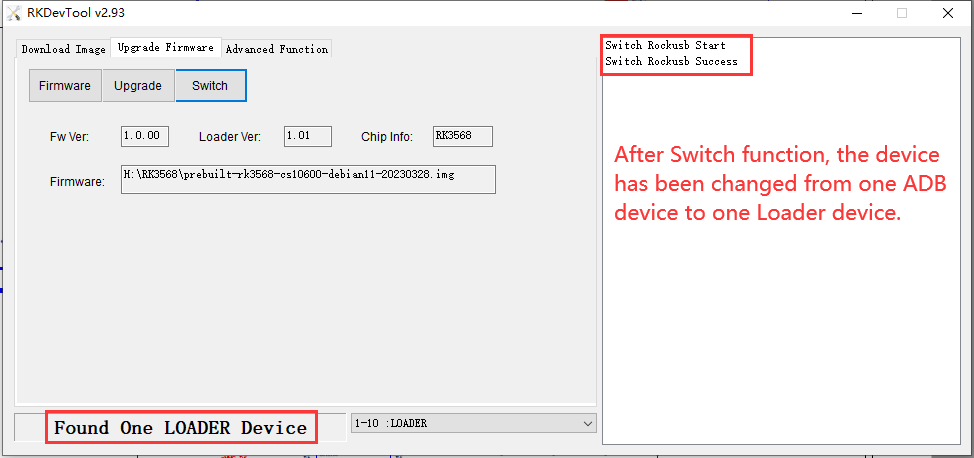 RKDevTool v2.93
Download Image Upgrade Firmware Advanced Function
Firmware Upgrade Switch
Fw Ver: 1.0.00 Loader Ver: 1.01 Chip Info: RK3568
Firmware: H:\RK3568\prebuilt-rk3568-cs10600-debian11-20230328.img
Switch Rockusb Start
Switch Rockusb Success
After Switch function, the device
has been changed from one ADB
device to one Loader device.
Found One LOADER Device 1-10 :LOADER